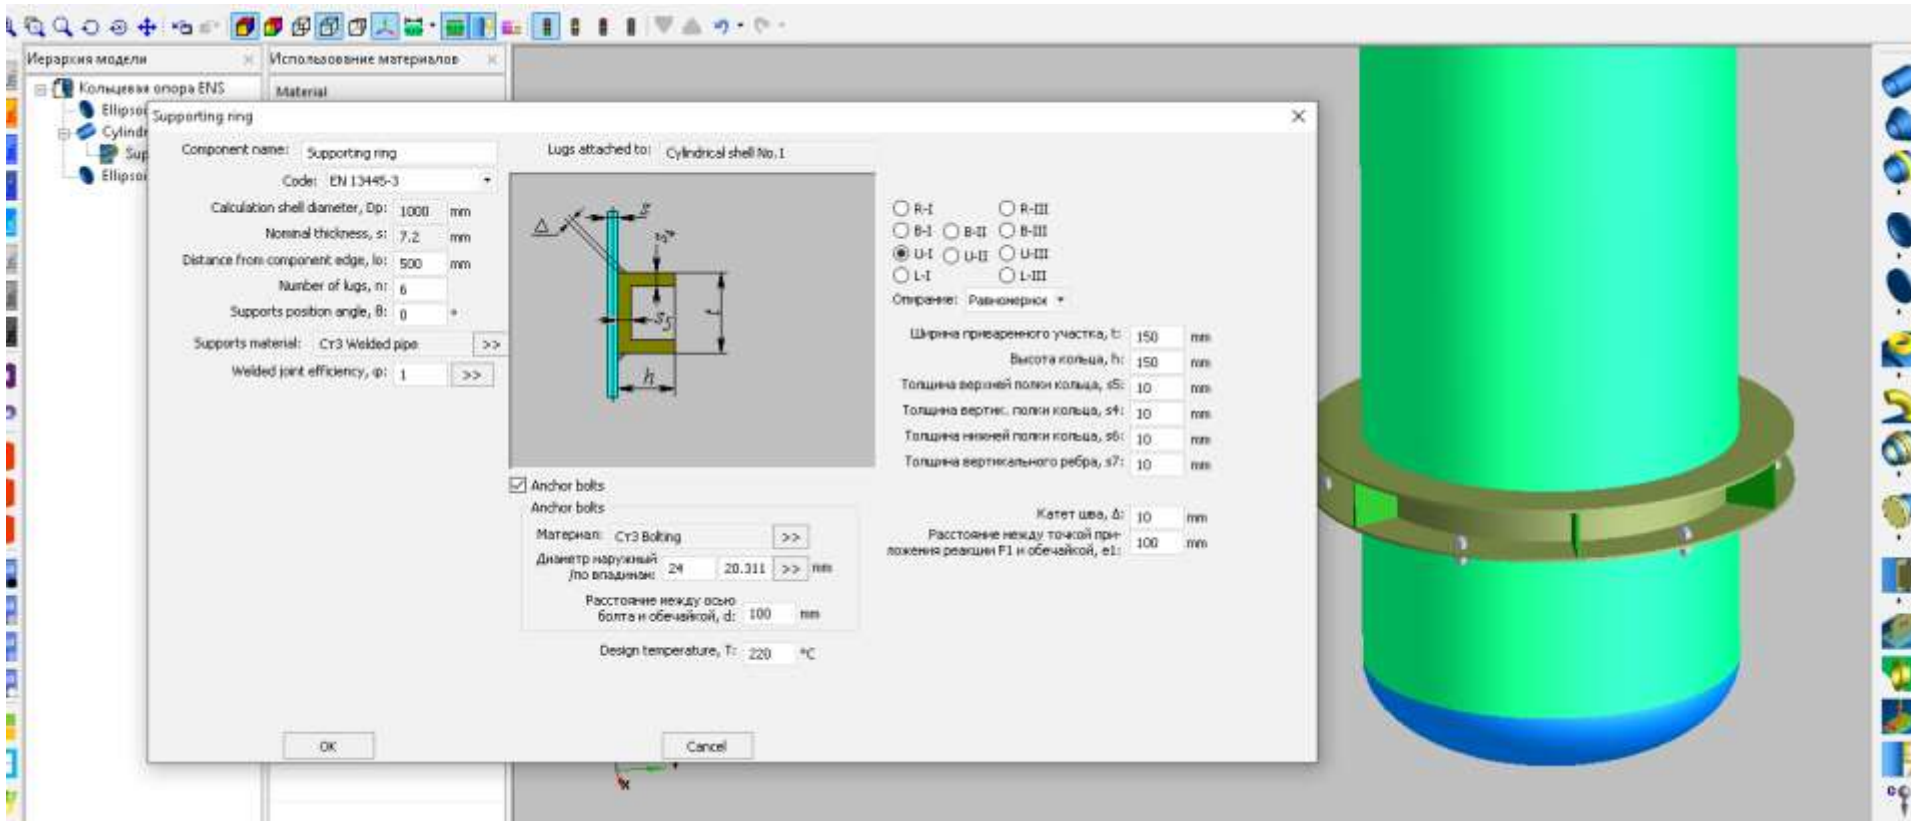 Иерархия модели
Использование материалов
Кольцевая опора ENS
Material
Ellipsoi
Cylindr
Sup
Ellipsoi
Supporting ring
Component name: Supporting ring
Code: EN 13445-3
Calculation shell diameter, Dp: 1000 mm
Nominal thickness, s: 7.2 mm
Distance from component edge, lo: 500 mm
Number of lugs, n: 6
Supports position angle, θ: 0 °
Supports material: Ст3 Welded pipe >>
Welded joint efficiency, φ: 1 >>
Lugs attached to: Cylindrical shell No.1
Δ
s
s5
t
h
Anchor bolts
Anchor bolts
Материал: Ст3 Bolting >>
Диаметр наружный
/по впадинам: 24 20.311 >> mm
Расстояние между осью
болта и обечайкой, d: 100 mm
Design temperature, T: 220 °C
R-I R-III
B-I B-II B-III
U-I U-II U-III
L-I L-III
Опирание: Равномерное
Ширина приваренного участка, t: 150 mm
Высота кольца, h: 150 mm
Толщина верхней полки кольца, s5: 10 mm
Толщина вертик. полки кольца, s4: 10 mm
Толщина нижней полки кольца, s6: 10 mm
Толщина вертикального ребра, s7: 10 mm
Катет шва, Δ: 10 mm
Расстояние между точкой при-
ложения реакции F1 и обечайкой, e1: 100 mm
OK
Cancel
X